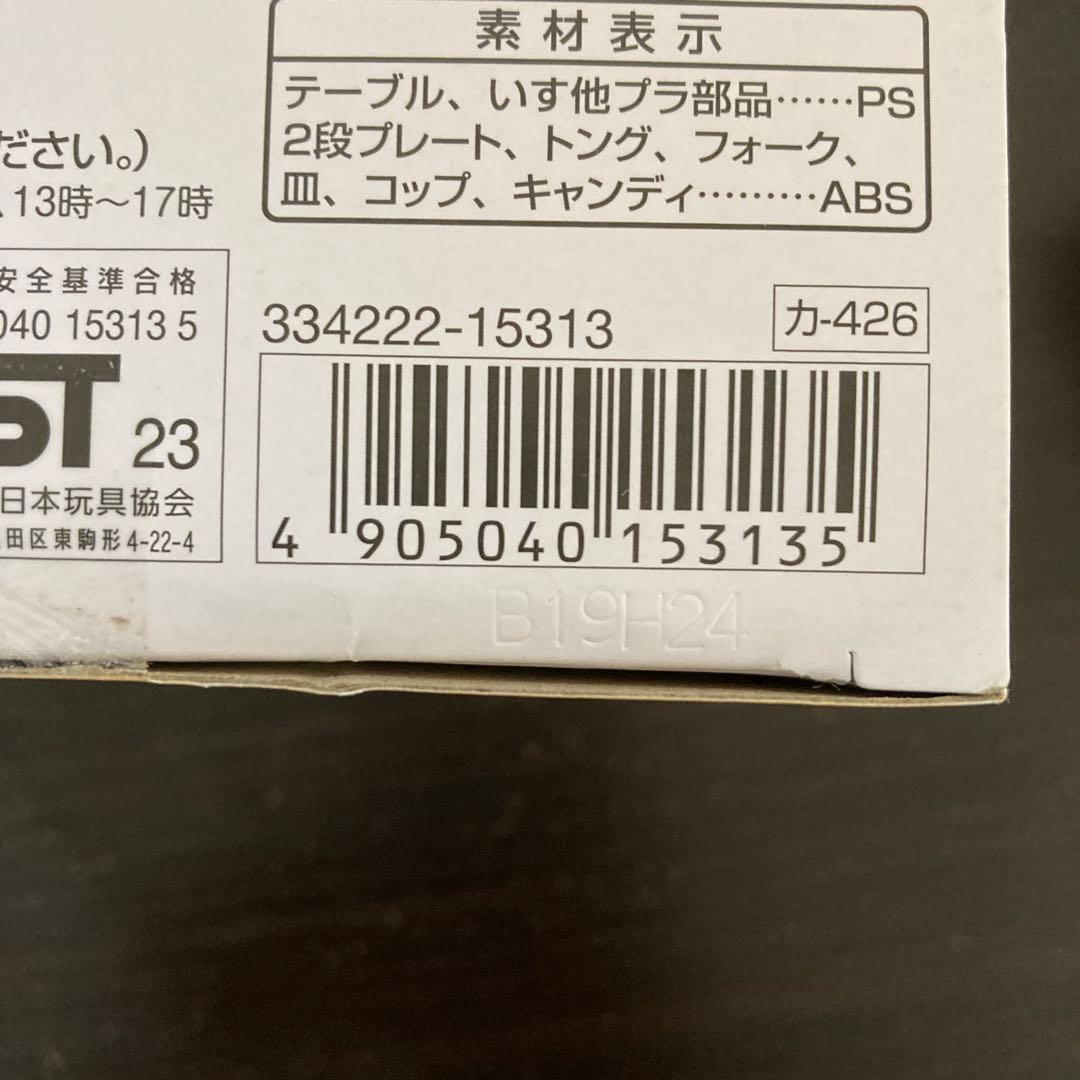 素材表示
テーブル、いす他プラ部品……PS
2段プレート、トング、フォーク、
皿、コップ、キャンディ………ABS
ださい。)
、13時～17時
安全基準合格
040 15313 5
ST 23
日本玩具協会
田区東駒形4-22-4
334222-15313
カ-426
4 905040 153135
B19H24